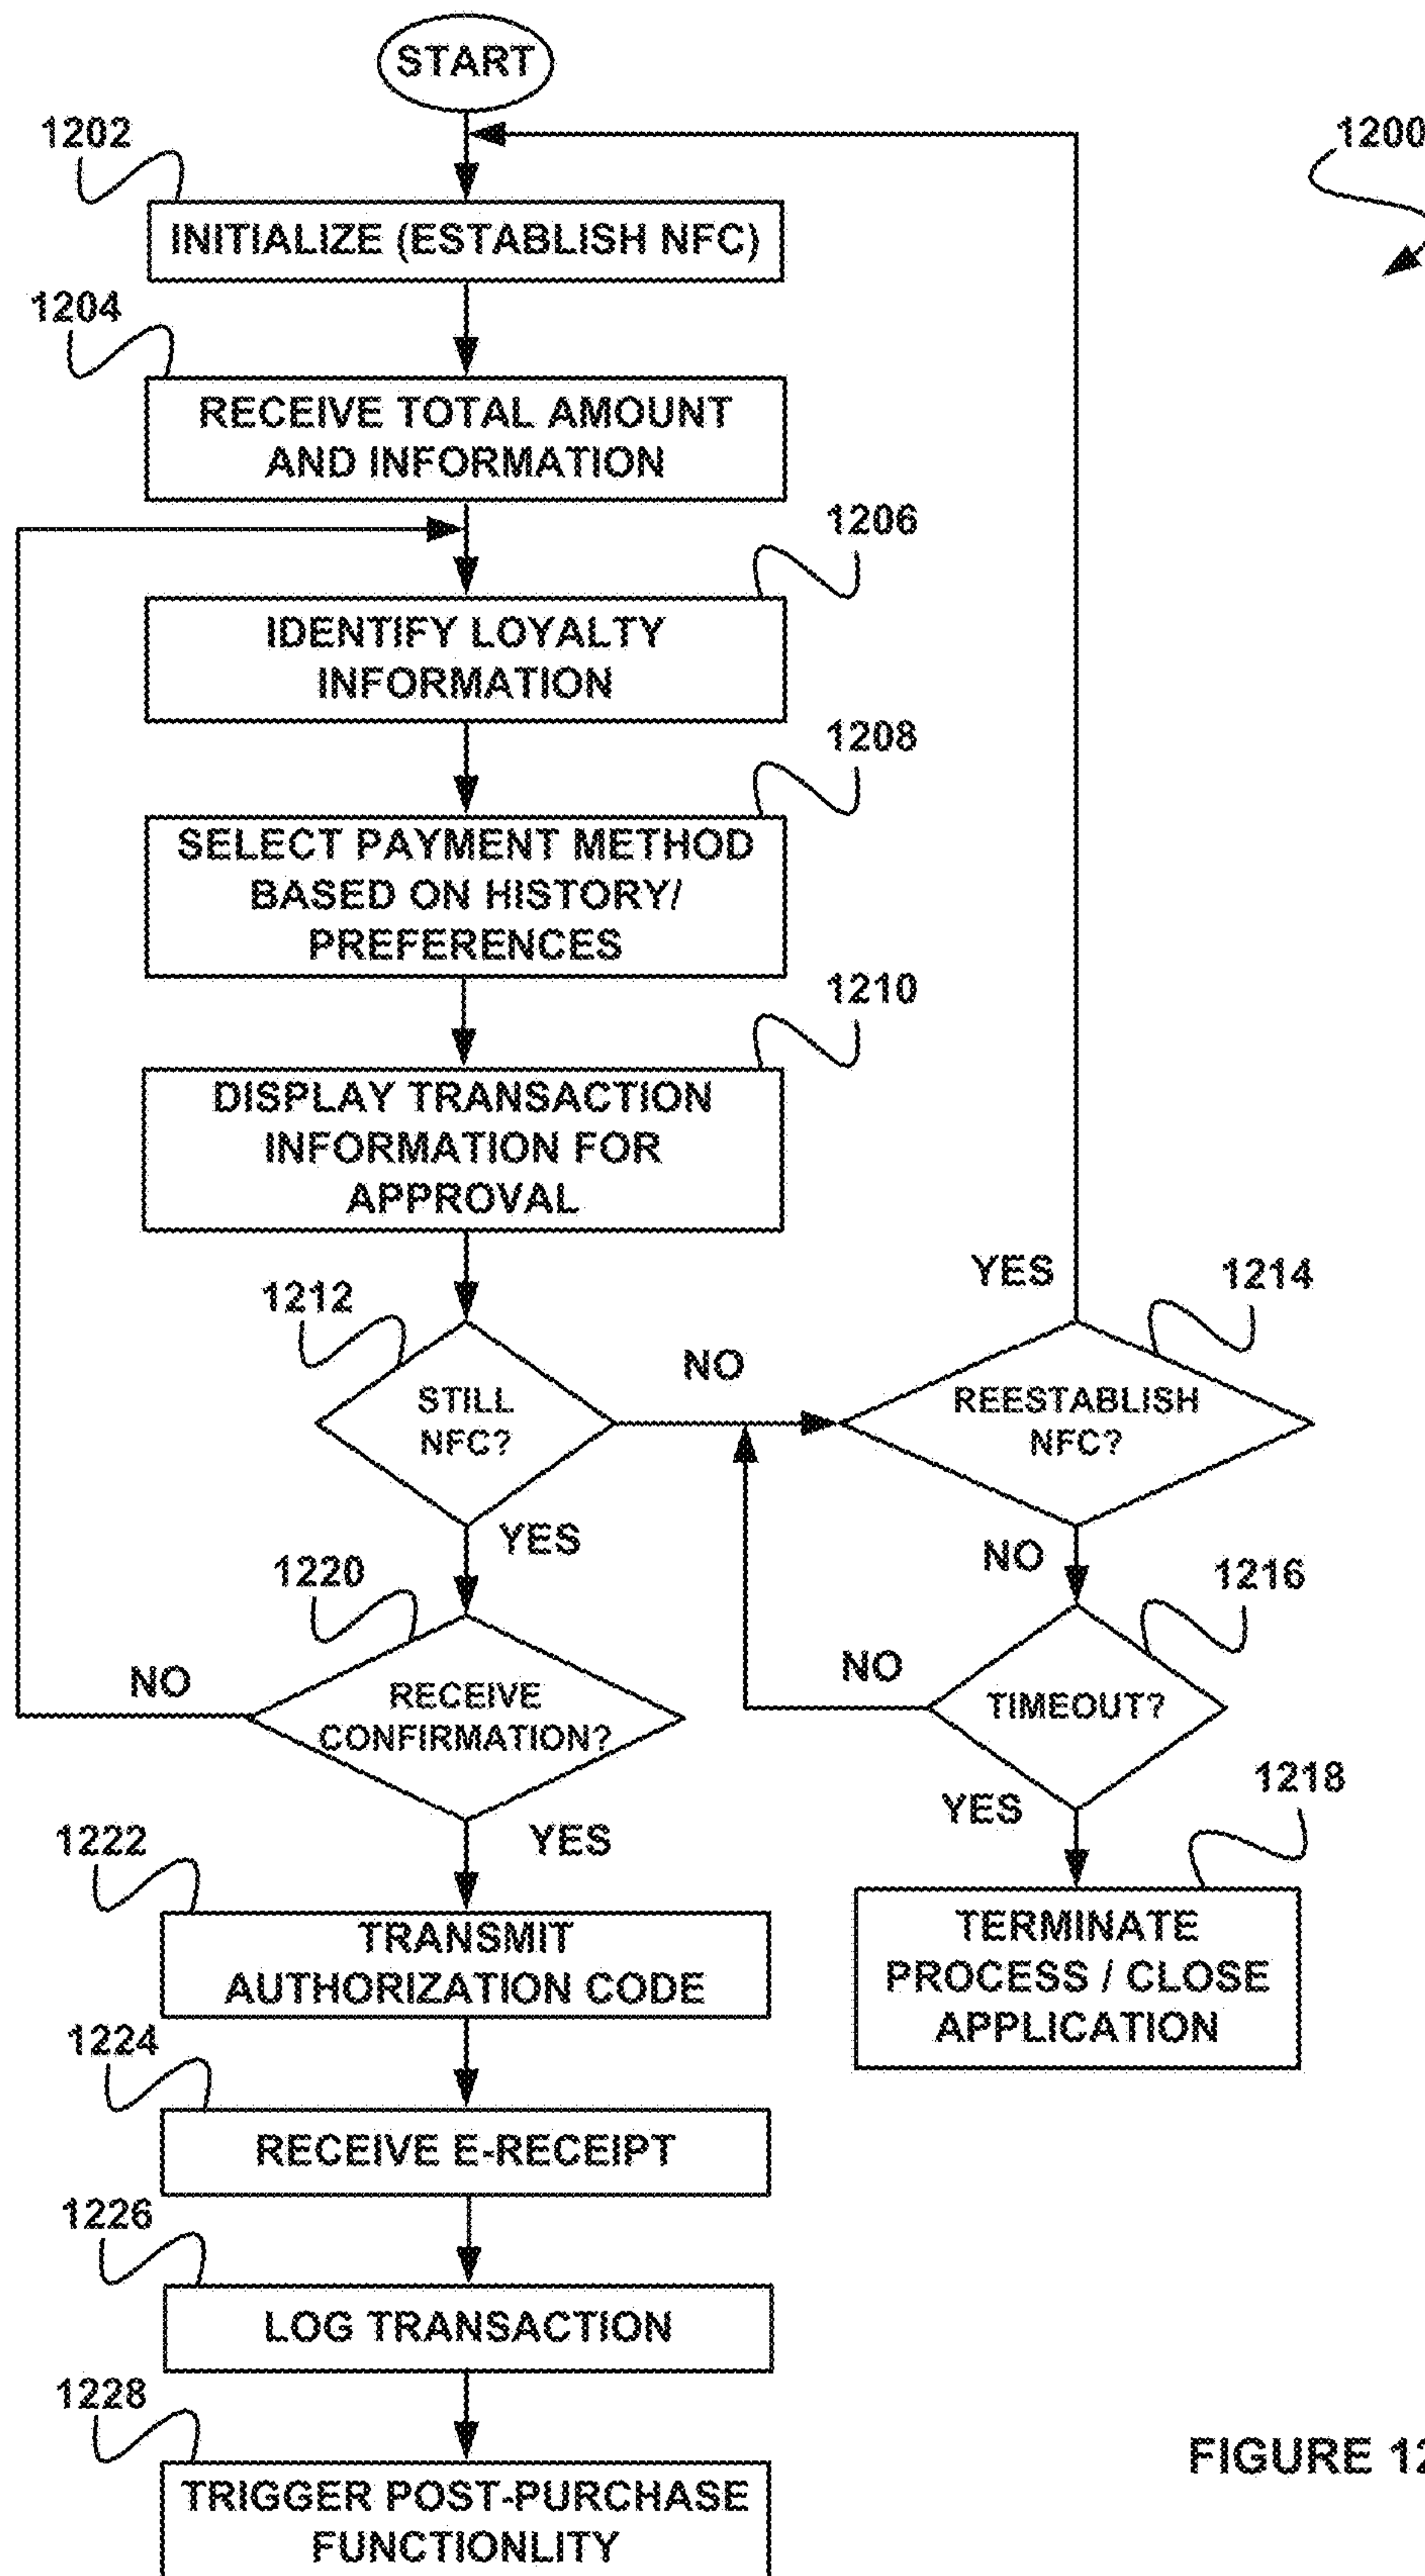 START
1202
1200
INITIALIZE (ESTABLISH NFC)
1204
RECEIVE TOTAL AMOUNT
AND INFORMATION
1206
IDENTIFY LOYALTY
INFORMATION
1208
SELECT PAYMENT METHOD
BASED ON HISTORY/
PREFERENCES
1210
DISPLAY TRANSACTION
INFORMATION FOR
APPROVAL
1212
YES
1214
STILL
NFC?
NO
REESTABLISH
NFC?
YES
NO
1220
1216
NO
RECEIVE
CONFIRMATION?
NO
TIMEOUT?
YES
1218
YES
1222
TRANSMIT
AUTHORIZATION CODE
TERMINATE
PROCESS / CLOSE
APPLICATION
1224
RECEIVE E-RECEIPT
1226
LOG TRANSACTION
1228
TRIGGER POST-PURCHASE
FUNCTIONLITY
FIGURE 12